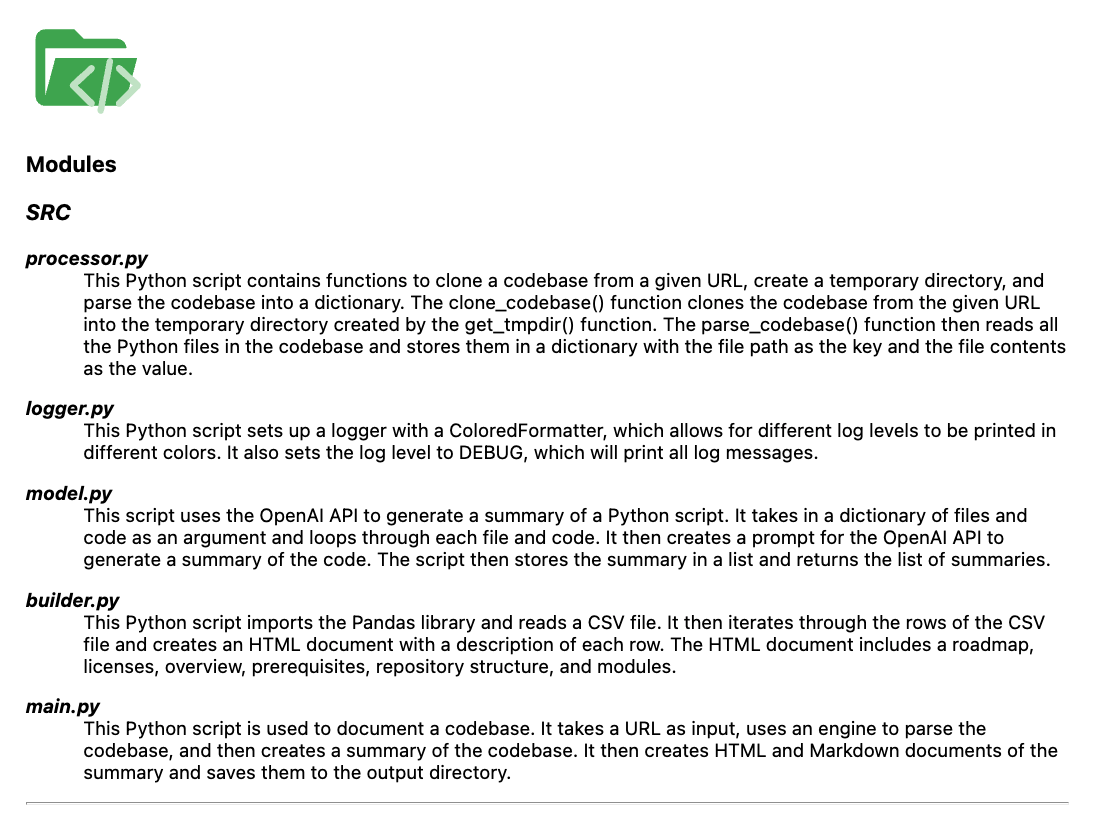 </>
Modules
SRC
processor.py
This Python script contains functions to clone a codebase from a given URL, create a temporary directory, and
parse the codebase into a dictionary. The clone_codebase() function clones the codebase from the given URL
into the temporary directory created by the get_tmpdir() function. The parse_codebase() function then reads all
the Python files in the codebase and stores them in a dictionary with the file path as the key and the file contents
as the value.
logger.py
This Python script sets up a logger with a ColoredFormatter, which allows for different log levels to be printed in
different colors. It also sets the log level to DEBUG, which will print all log messages.
model.py
This script uses the OpenAI API to generate a summary of a Python script. It takes in a dictionary of files and
code as an argument and loops through each file and code. It then creates a prompt for the OpenAI API to
generate a summary of the code. The script then stores the summary in a list and returns the list of summaries.
builder.py
This Python script imports the Pandas library and reads a CSV file. It then iterates through the rows of the CSV
file and creates an HTML document with a description of each row. The HTML document includes a roadmap,
licenses, overview, prerequisites, repository structure, and modules.
main.py
This Python script is used to document a codebase. It takes a URL as input, uses an engine to parse the
codebase, and then creates a summary of the codebase. It then creates HTML and Markdown documents of the
summary and saves them to the output directory.